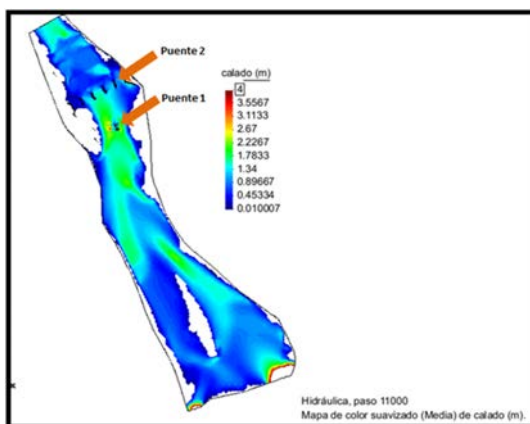 Puente 2
Puente 1
calado (m)
4
3.5567
3.1133
2.67
2.2267
1.7833
1.34
0.89667
0.45334
0.010007
Hidráulica, paso 11000
Mapa de color suavizado (Media) de calado (m).